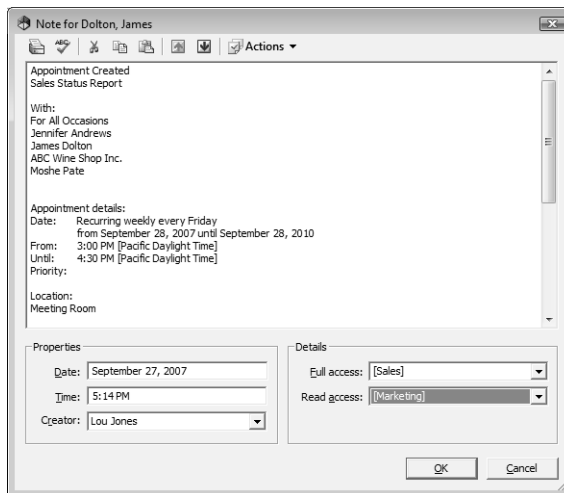 Note for Dolton, James
ABC
Actions
Appointment Created
Sales Status Report
With:
For All Occasions
Jennifer Andrews
James Dolton
ABC Wine Shop Inc.
Moshe Pate
Appointment details:
Date: Recurring weekly every Friday
from September 28, 2007 until September 28, 2010
From: 3:00 PM [Pacific Daylight Time]
Until: 4:30 PM [Pacific Daylight Time]
Priority:
Location:
Meeting Room
Properties
Date: September 27, 2007
Time: 5:14 PM
Creator: Lou Jones
Details
Full access: [Sales]
Read access: [Marketing]
OK
Cancel